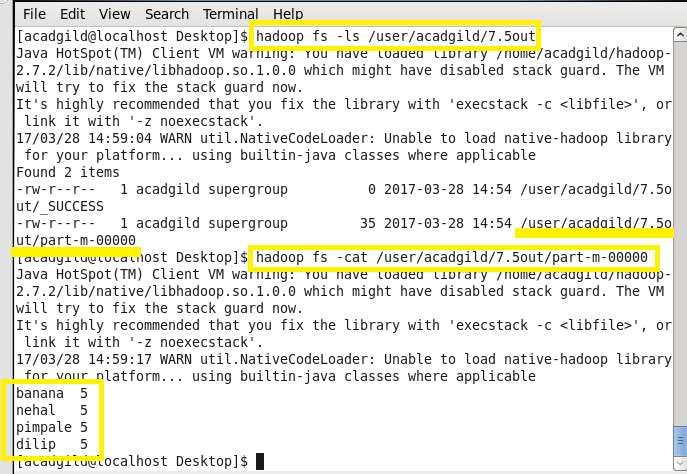 File Edit View Search Terminal Help
[acadgild@localhost Desktop]$ hadoop fs -ls /user/acadgild/7.5out
Java HotSpot(TM) Client VM warning: You have loaded library /home/acadgild/hadoop-
2.7.2/lib/native/libhadoop.so.1.0.0 which might have disabled stack guard. The VM
will try to fix the stack guard now.
It's highly recommended that you fix the library with 'execstack -c <libfile>', or
link it with '-z noexecstack'.
17/03/28 14:59:04 WARN util.NativeCodeLoader: Unable to load native-hadoop library
for your platform... using builtin-java classes where applicable
Found 2 items
-rw-r--r--   1 acadgild supergroup          0 2017-03-28 14:54 /user/acadgild/7.5o
ut/_SUCCESS
-rw-r--r--   1 acadgild supergroup         35 2017-03-28 14:54 /user/acadgild/7.5o
ut/part-m-00000
[acadgild@localhost Desktop]$ hadoop fs -cat /user/acadgild/7.5out/part-m-00000
Java HotSpot(TM) Client VM warning: You have loaded library /home/acadgild/hadoop-
2.7.2/lib/native/libhadoop.so.1.0.0 which might have disabled stack guard. The VM
will try to fix the stack guard now.
It's highly recommended that you fix the library with 'execstack -c <libfile>', or
link it with '-z noexecstack'.
17/03/28 14:59:17 WARN util.NativeCodeLoader: Unable to load native-hadoop library
for your platform... using builtin-java classes where applicable
banana  5
nehal   5
pimpale 5
dilip   5
[acadgild@localhost Desktop]$